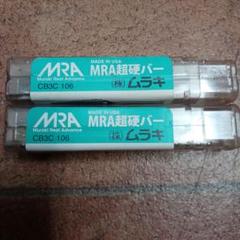 MRA
Muraki Real Advance
CB3C 106
MADE IN USA
MRA超硬バー
(株)ムラキ
MRA
Muraki Real Advance
CB3C 106
MADE IN USA
MRA超硬バー
(株)ムラキ